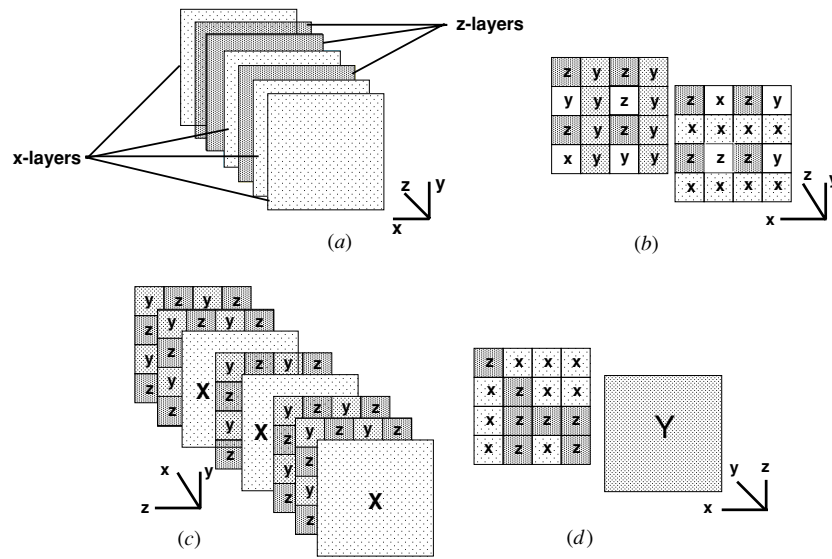 z-layers
x-layers
z y
x
(a)
z y z y
y y z y
z y z y
x y y y
z x z y
x x x x
z z z y
x x x x
z y
x
(b)
y z y z
z
y
z
y z y z
z
y
z
X
y z y z
z
y
z
X
y z y z
z
y
z
y z y z
z
y
z
X
x y
z
(c)
z x x x
x z x x
x z z z
x z x z
Y
y z
x
(d)